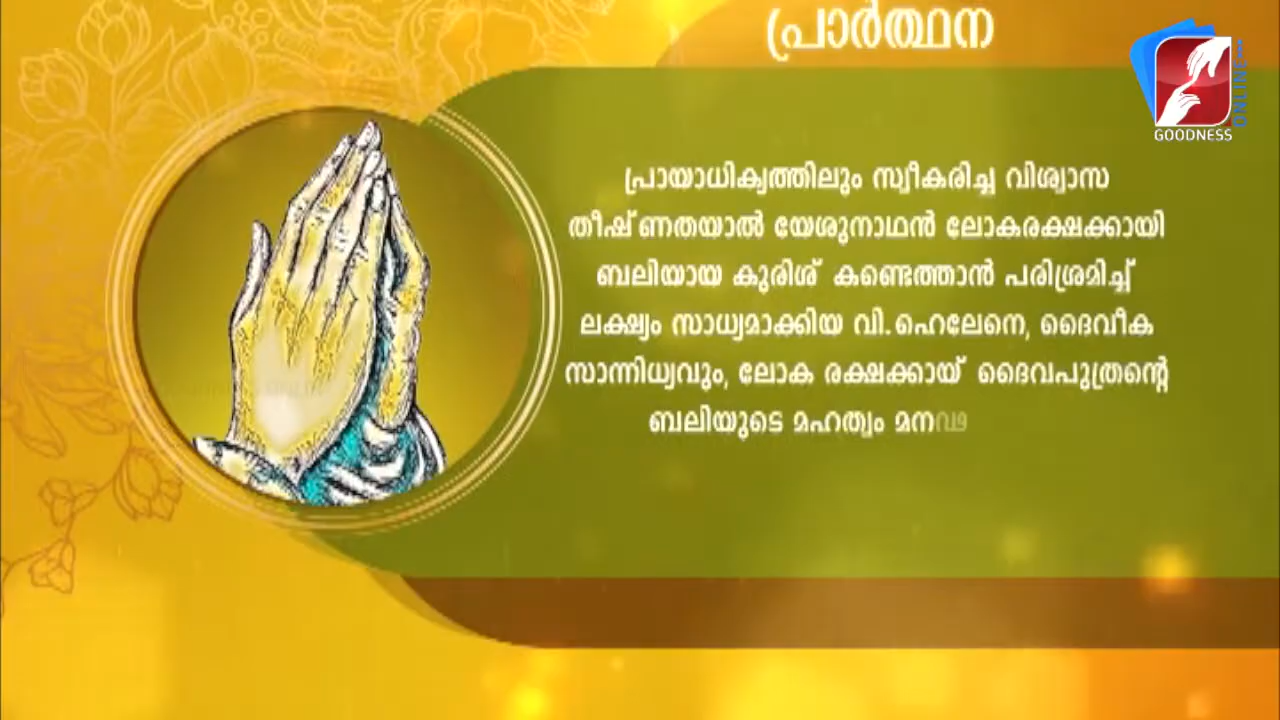 പ്രാർത്ഥന
GOODNESS
ONLINE
പ്രായാധിക്യത്തിലും സ്വീകരിച്ച വിശ്വാസ
തീഷ്ണതയാൽ യേശുനാഥൻ ലോകരക്ഷക്കായി
ബലിയായ കുരിശ് കണ്ടെത്താൻ പരിശ്രമിച്ച്
ലക്ഷ്യം സാധ്യമാക്കിയ വി.ഹെലേനെ, ദൈവീക
സാന്നിധ്യവും, ലോക രക്ഷക്കായ് ദൈവപുത്രന്റെ
ബലിയുടെ മഹത്വം